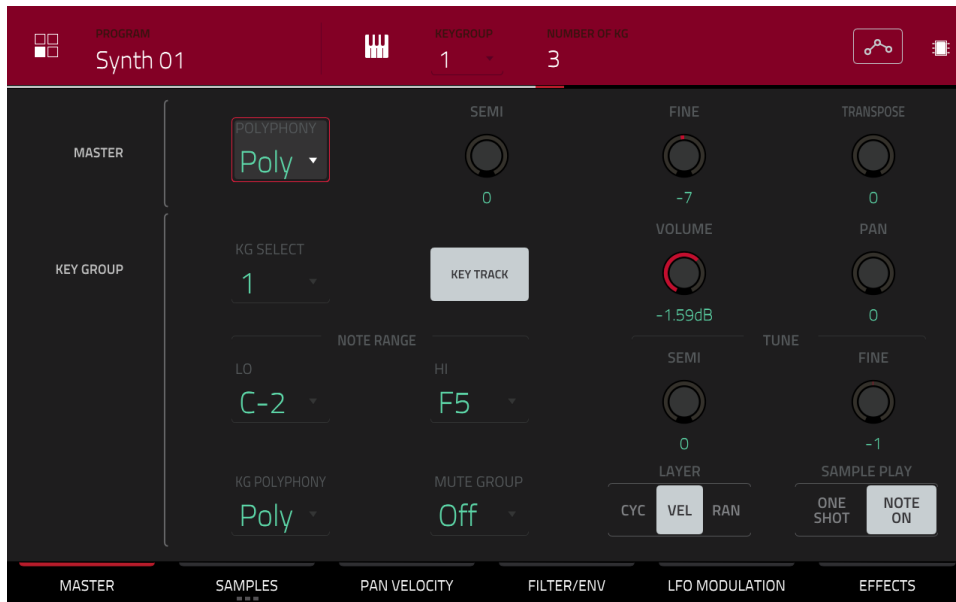 PROGRAM
Synth 01
KEYGROUP
1
NUMBER OF KG
3
MASTER
POLYPHONY
Poly
SEMI
0
FINE
-7
TRANSPOSE
0
KEY GROUP
KG SELECT
1
KEY TRACK
VOLUME
-1.59dB
PAN
0
NOTE RANGE
LO
C-2
HI
F5
TUNE
SEMI
0
FINE
-1
KG POLYPHONY
Poly
MUTE GROUP
Off
LAYER
CYC VEL RAN
SAMPLE PLAY
ONE
SHOT
NOTE
ON
MASTER SAMPLES PAN VELOCITY FILTER/ENV LFO MODULATION EFFECTS